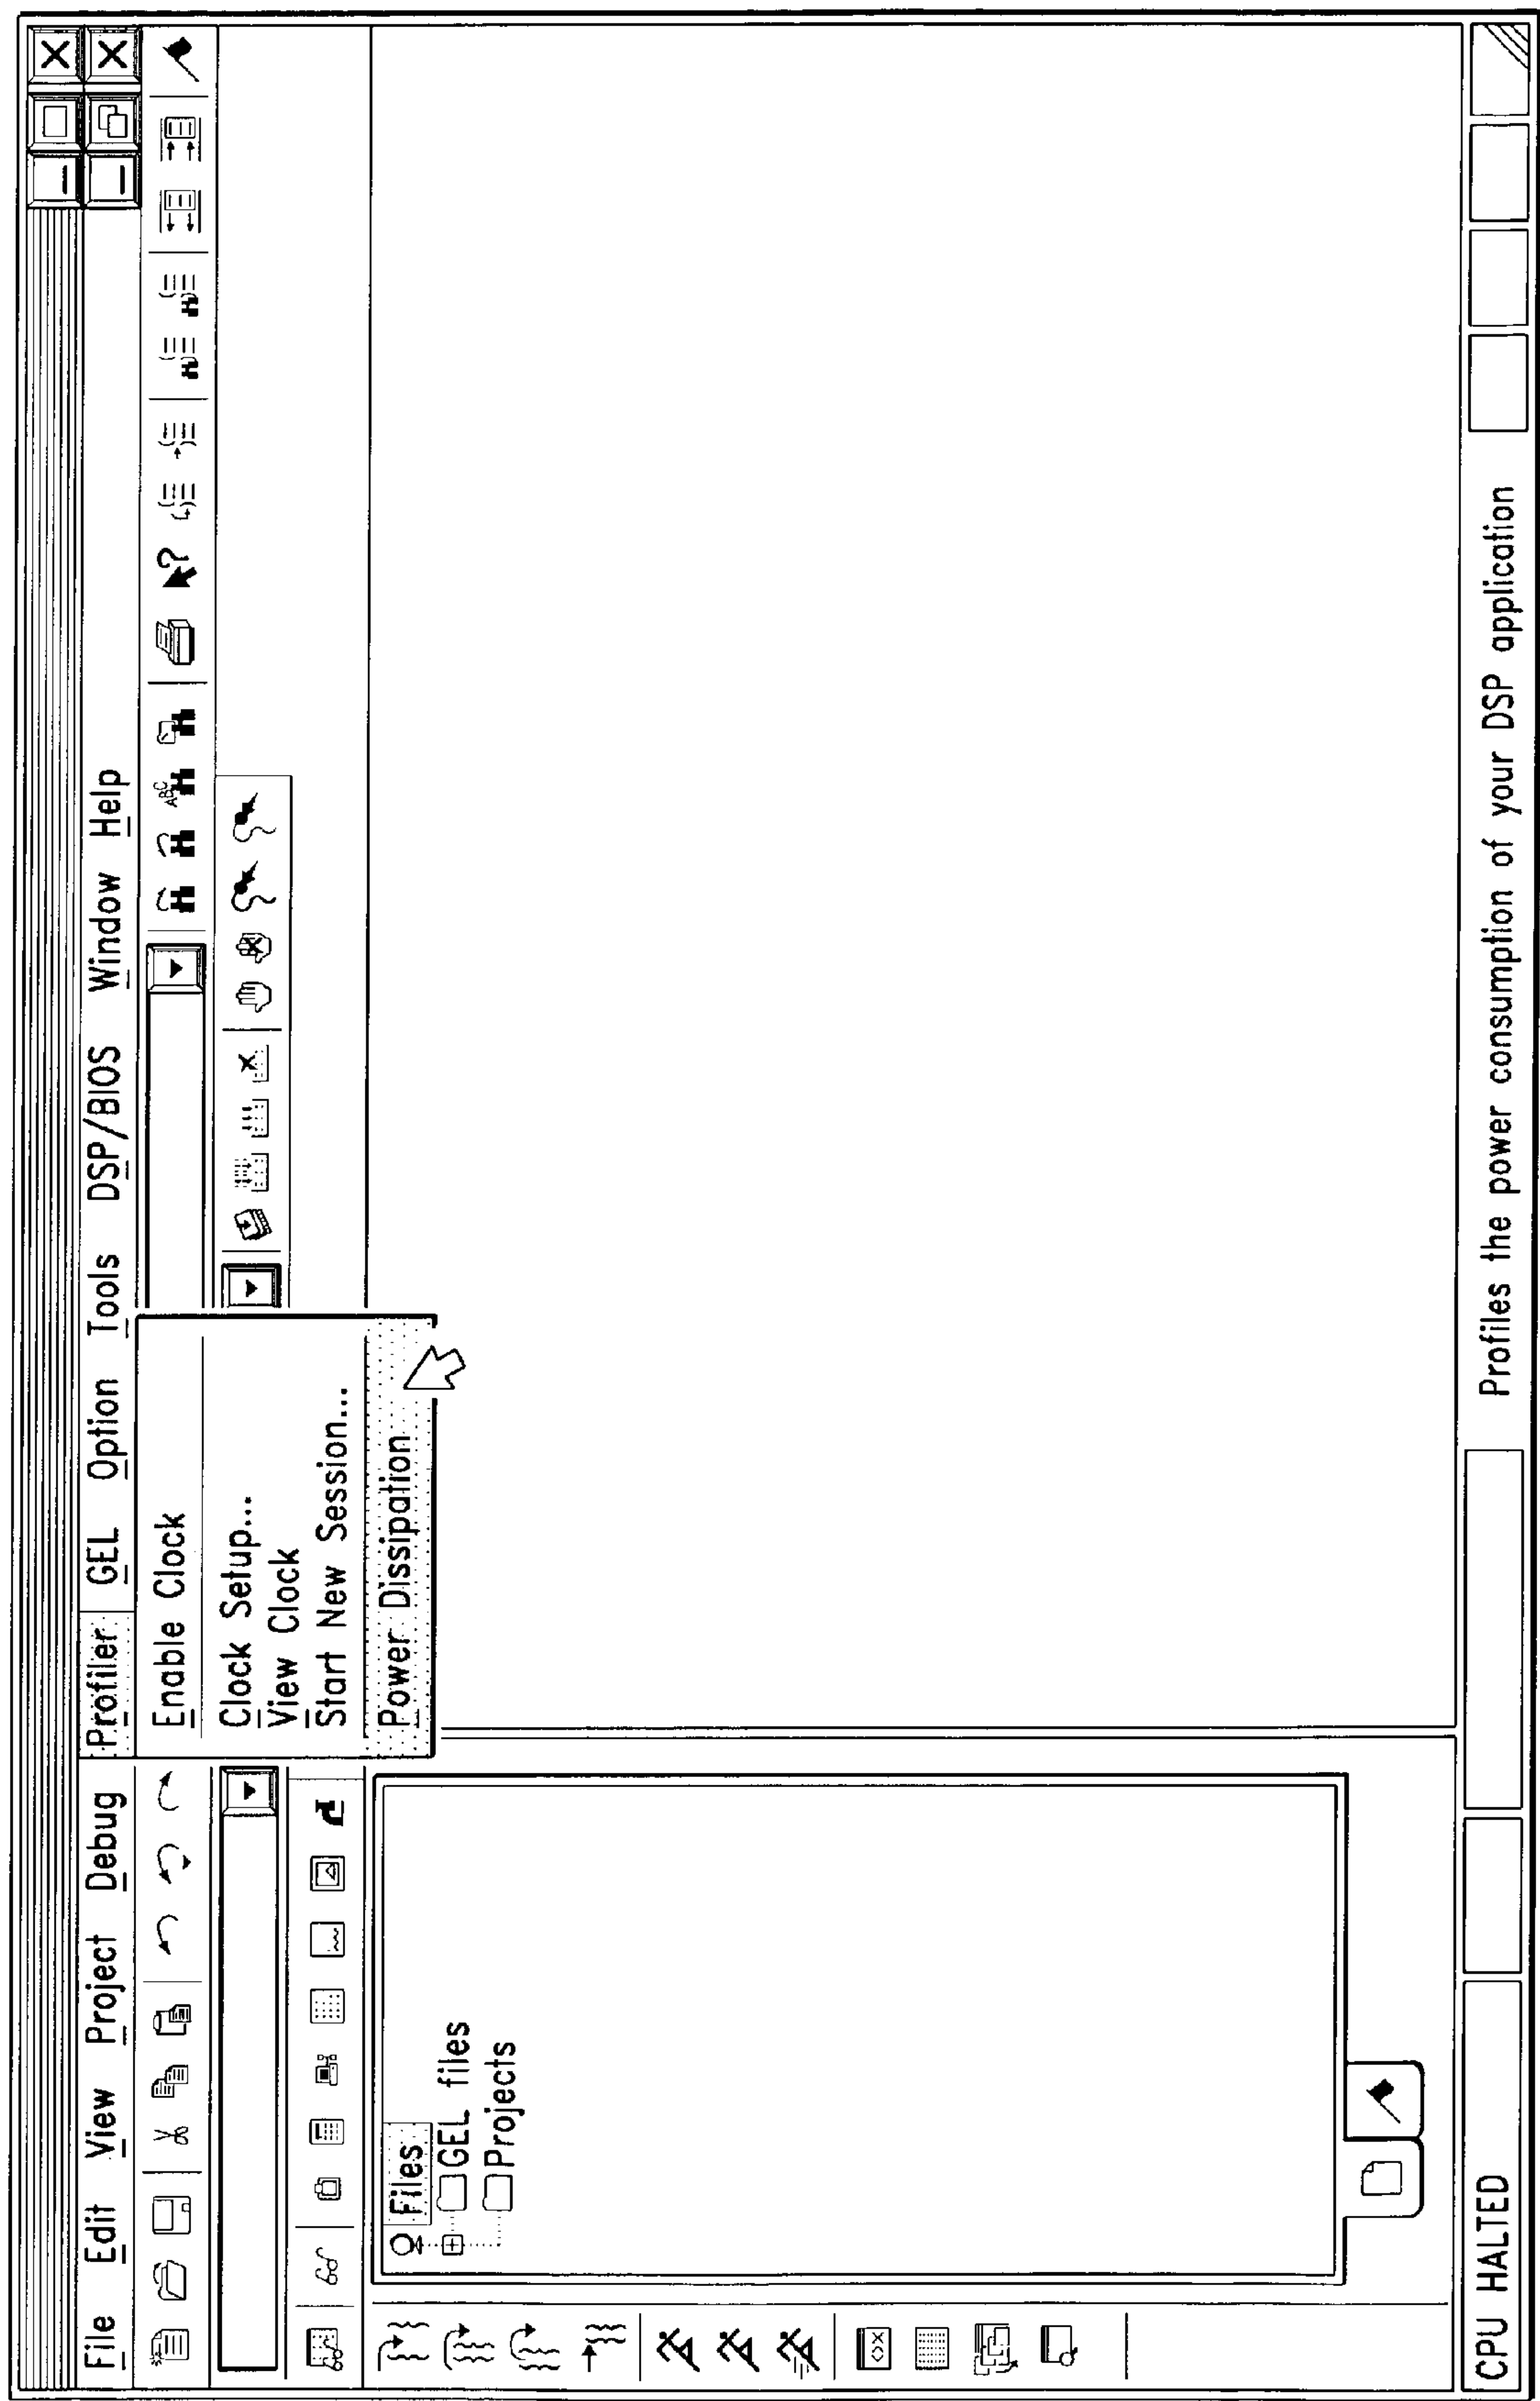 File Edit View Project Debug Profiler GEL Option Tools DSP/BIOS Window Help
ABC
Enable Clock
Clock Setup...
View Clock
Start New Session...
Power Dissipation
Files
GEL files
Projects
CPU HALTED
Profiles the power consumption of your DSP application